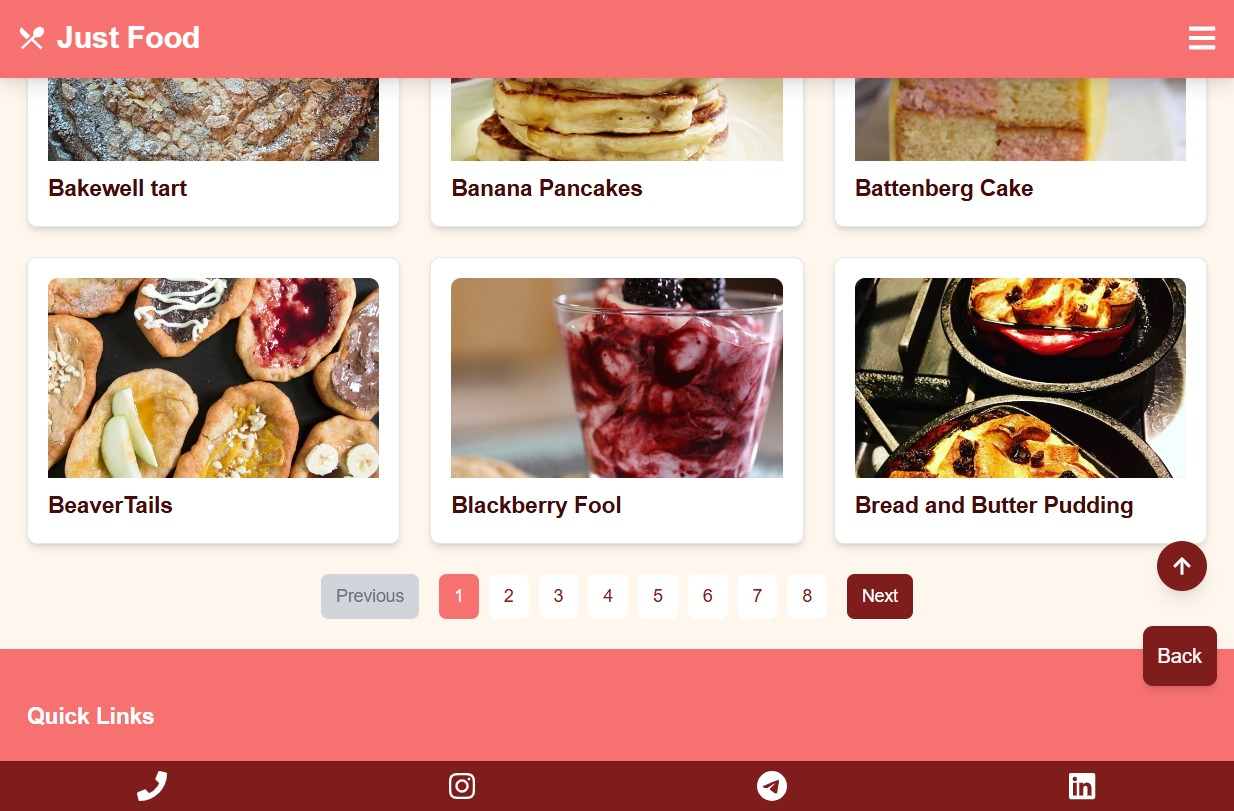 Just Food
Bakewell tart
Banana Pancakes
Battenberg Cake
BeaverTails
Blackberry Fool
Bread and Butter Pudding
Previous 1 2 3 4 5 6 7 8 Next
Back
Quick Links